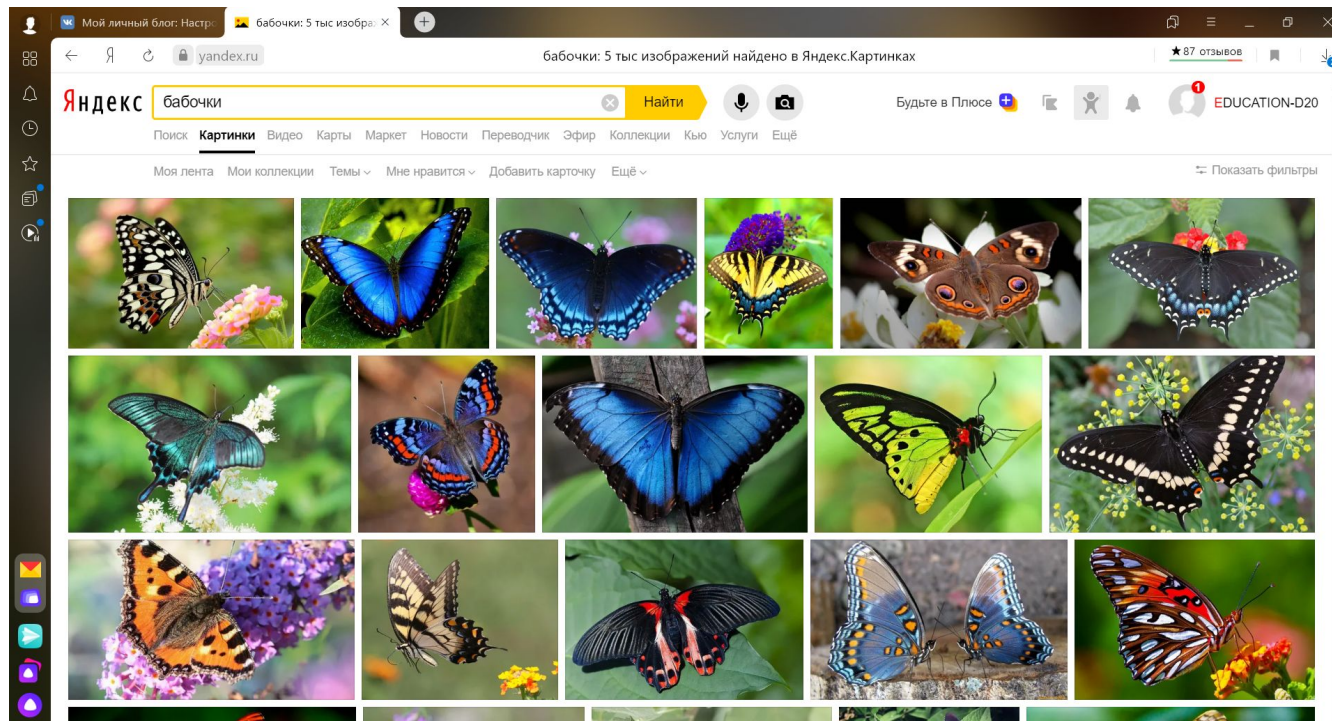 Мой личный блог: Настро
бабочки: 5 тыс изобра
yandex.ru
бабочки: 5 тыс изображений найдено в Яндекс.Картинках
★87 отзывов
Яндекс
бабочки
Найти
Будьте в Плюсе
1
EDUCATION-D20
Поиск Картинки Видео Карты Маркет Новости Переводчик Эфир Коллекции Кью Услуги Ещё
Моя лента Мои коллекции Темы Мне нравится Добавить карточку Ещё
Показать фильтры